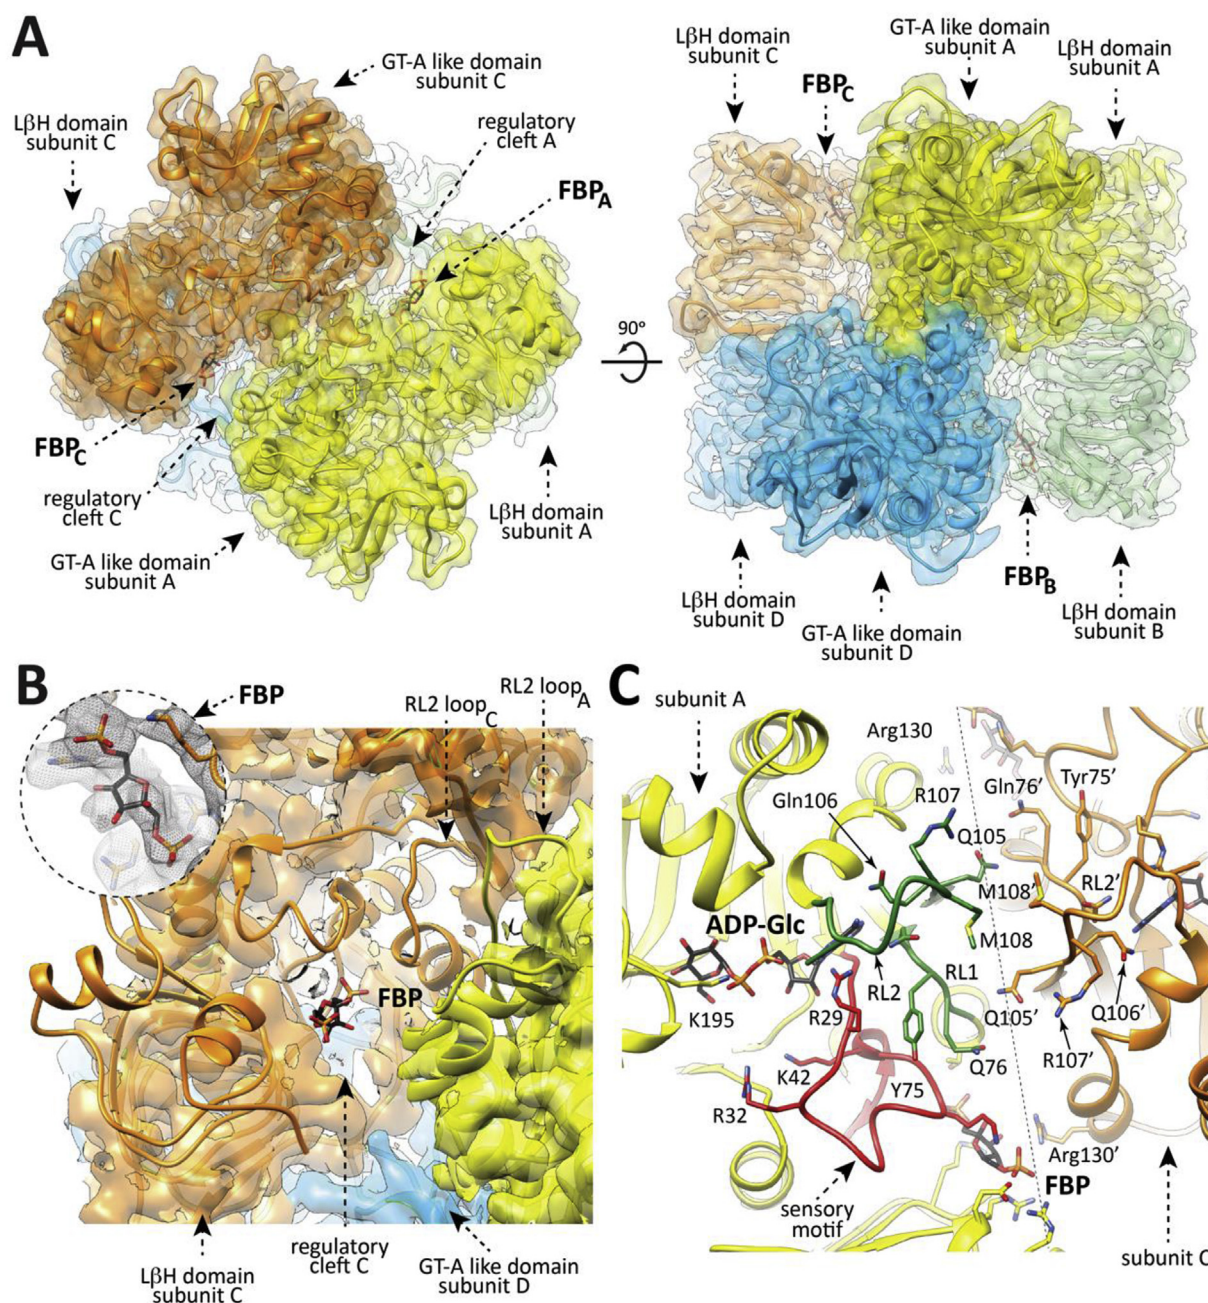 A
GT-A like domain
subunit C
LβH domain
subunit C
regulatory
cleft A
FBPA
FBPC
regulatory
cleft C
GT-A like domain
subunit A
LβH domain
subunit A
90°
LβH domain
subunit C
FBPC
GT-A like domain
subunit A
LβH domain
subunit A
LβH domain
subunit D
GT-A like domain
subunit D
FBPB
LβH domain
subunit B
B
FBP
RL2 loopC
RL2 loopA
FBP
LβH domain
subunit C
regulatory
cleft C
GT-A like domain
subunit D
C
subunit A
Arg130
Gln106
R107
Q105
Gln76’
Tyr75’
M108’
RL2’
ADP-Glc
M108
K195
RL2
RL1
R29
Q105’
Q106’
R107’
K42
Y75
Q76
R32
Arg130’
sensory
motif
FBP
subunit C